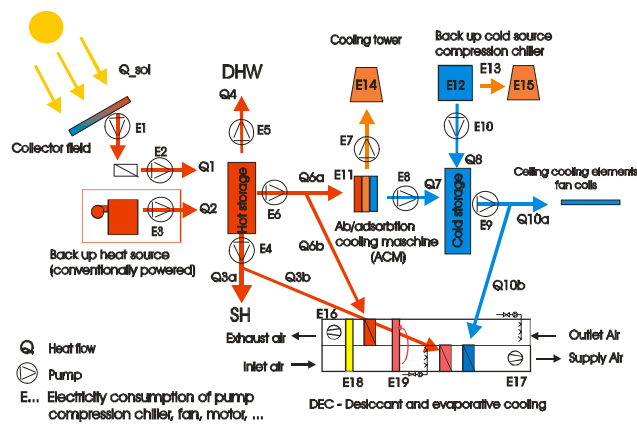 Q_sol
Cooling tower
Back up cold source
compression chiller
E13
DHW
E14
E12
E15
Q4
E1
E5
E7
E10
Collector field
E2
Q1
Q6a
E11
E8
Q7
Q8
Ceiling cooling elements
fan coils
Hot storage
E6
Cold storage
E9
Q2
E3
Q10a
E4
Q6b
Ab/adsorbtion
cooling maschine
(ACM)
Back up heat source
(conventionally powered)
Q3a
Q3b
Q10b
SH
E16
Exhaust air
Outlet Air
Inlet air
Supply Air
E18
E19
E17
Q Heat flow
Pump
E... Electricity consumption of pump
compression chiller, fan, motor, ...
DEC - Desiccant and evaporative cooling